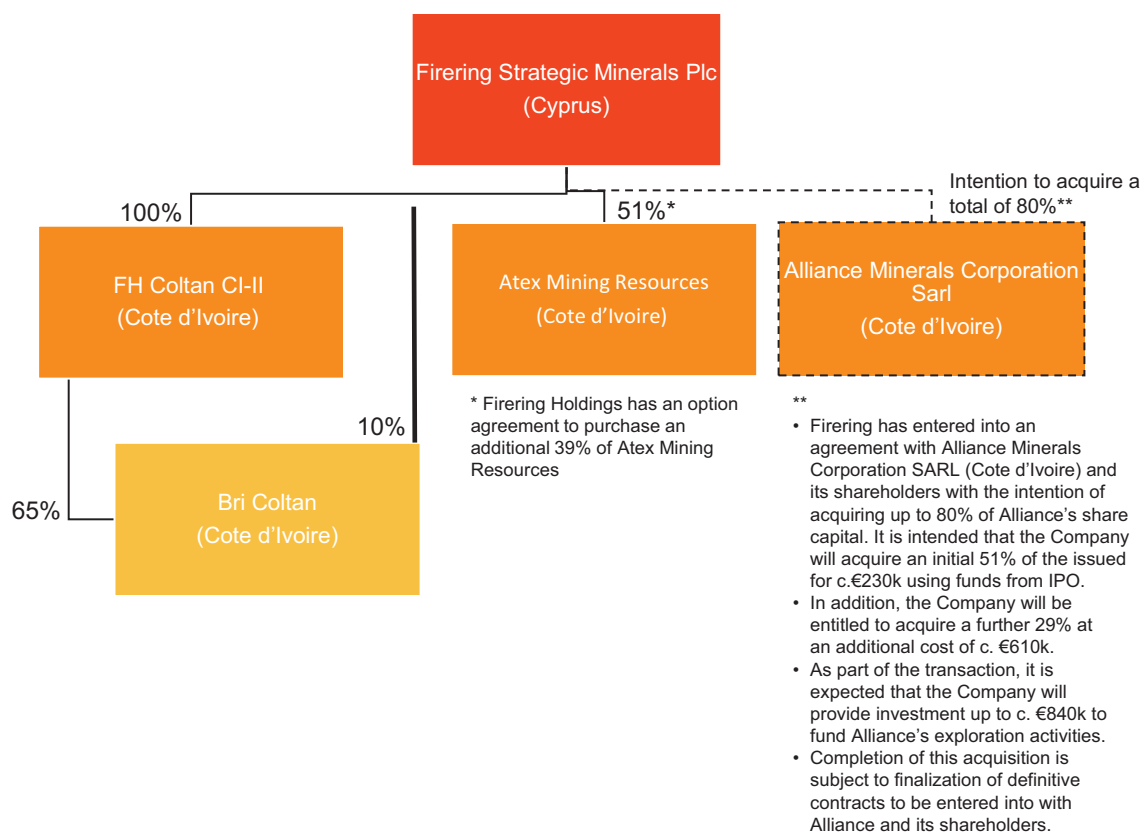 Firering Strategic Minerals Plc
(Cyprus)
Intention to acquire a
total of 80%**
100%
51%*
FH Coltan CI-II
(Cote d’Ivoire)
Atex Mining Resources
(Cote d’Ivoire)
Alliance Minerals Corporation
Sarl
(Cote d’Ivoire)
10%
65%
Bri Coltan
(Cote d’Ivoire)
* Firering Holdings has an option
agreement to purchase an
additional 39% of Atex Mining
Resources
**
• Firering has entered into an
agreement with Alliance Minerals
Corporation SARL (Cote d’Ivoire) and
its shareholders with the intention of
acquiring up to 80% of Alliance’s share
capital. It is intended that the Company
will acquire an initial 51% of the issued
for c.€230k using funds from IPO.
• In addition, the Company will be
entitled to acquire a further 29% at
an additional cost of c. €610k.
• As part of the transaction, it is
expected that the Company will
provide investment up to c. €840k to
fund Alliance’s exploration activities.
• Completion of this acquisition is
subject to finalization of definitive
contracts to be entered into with
Alliance and its shareholders.